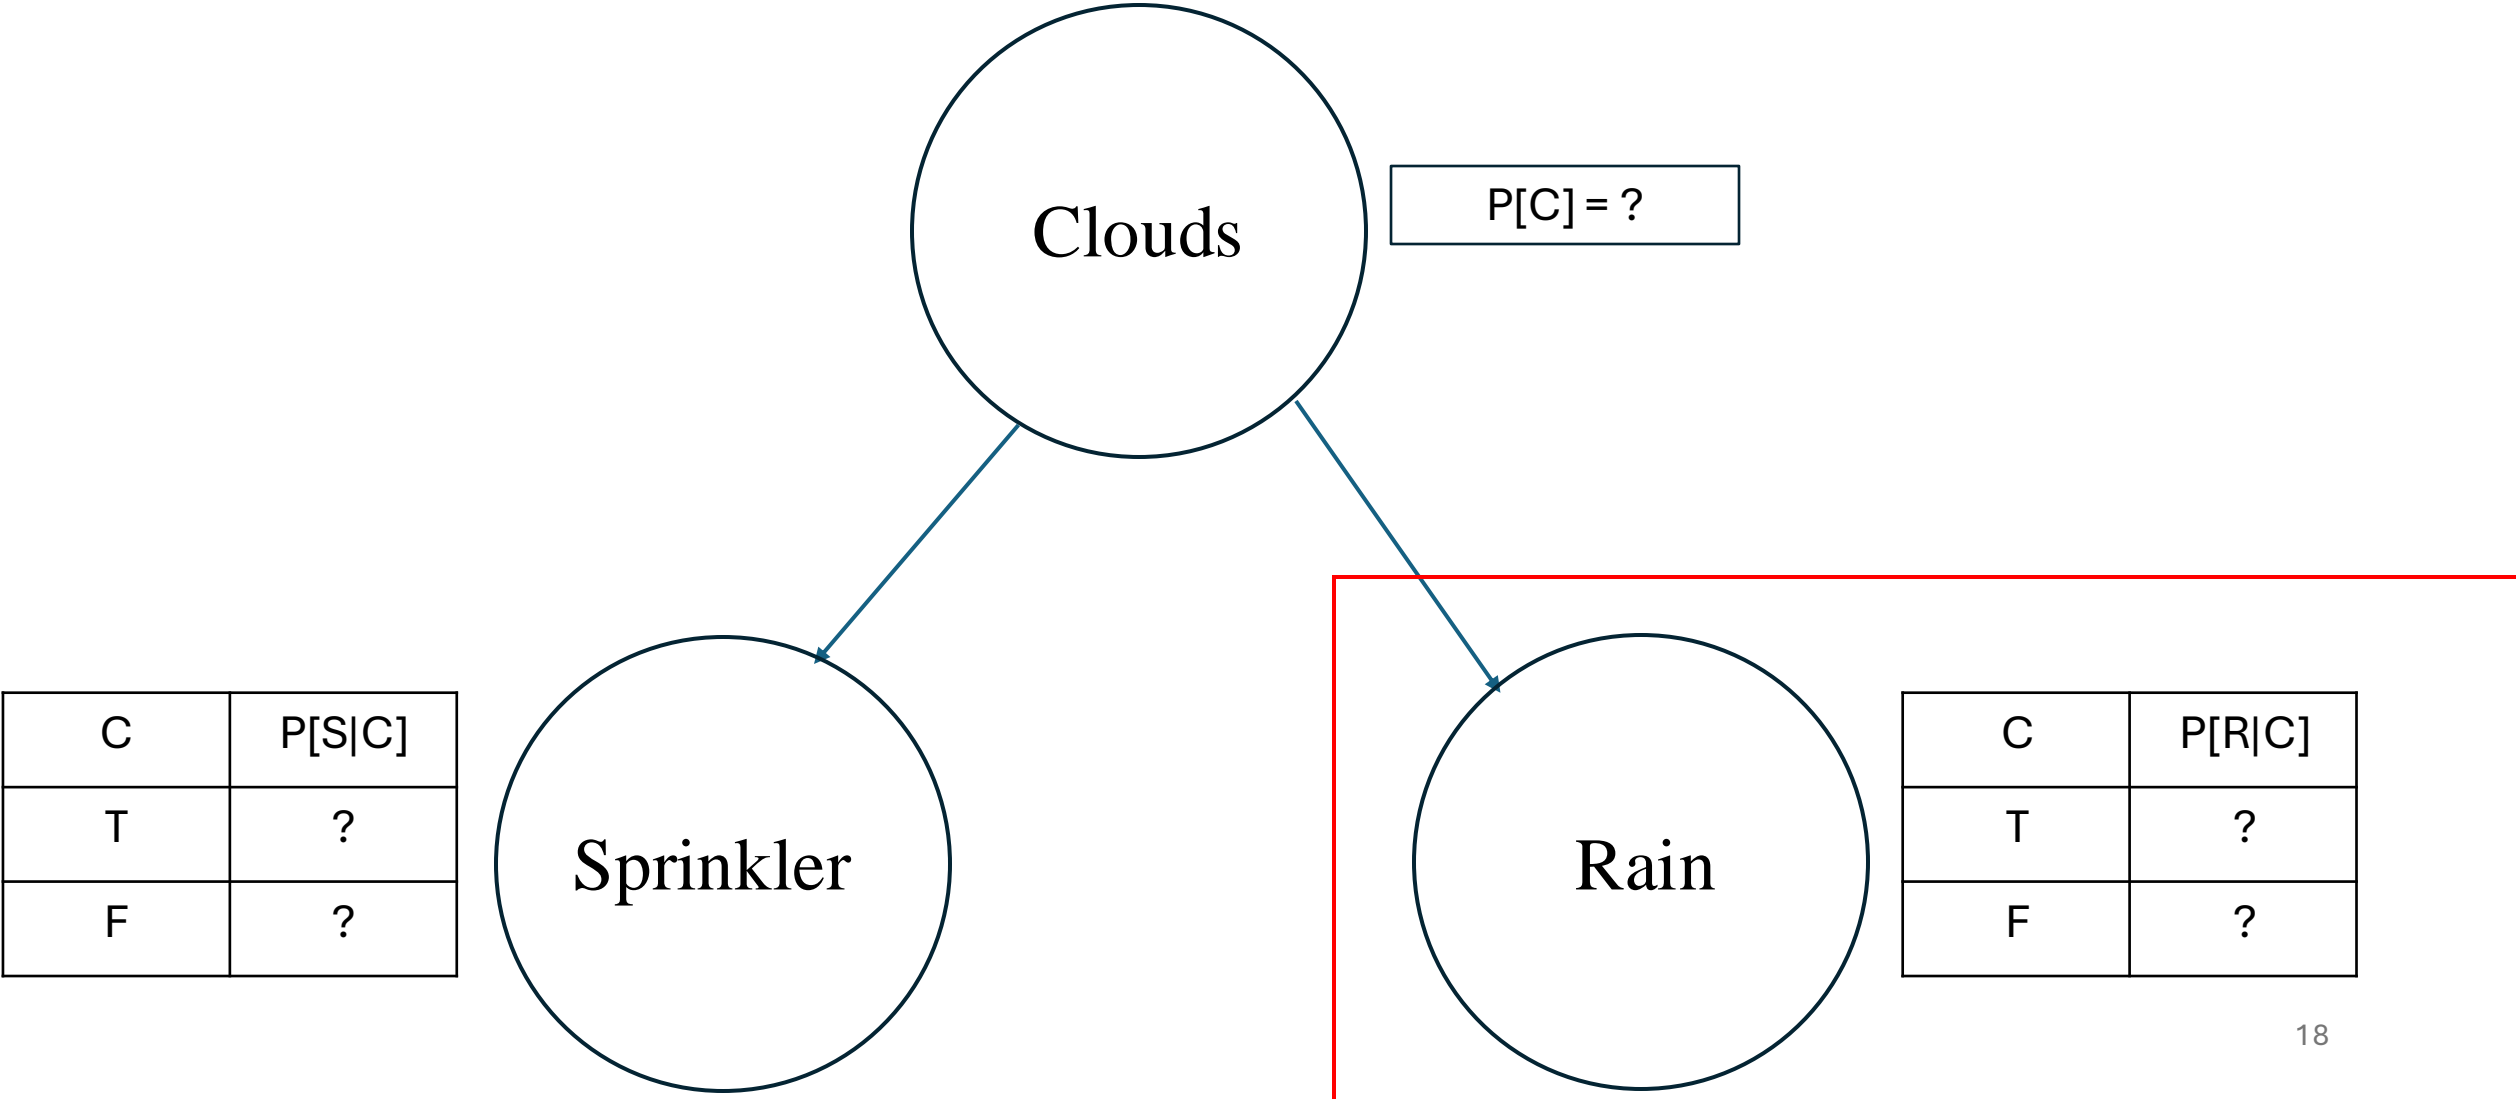 Clouds
P[C] = ?
C P[S|C]
T ?
F ?
Sprinkler
Rain
C P[R|C]
T ?
F ?
18